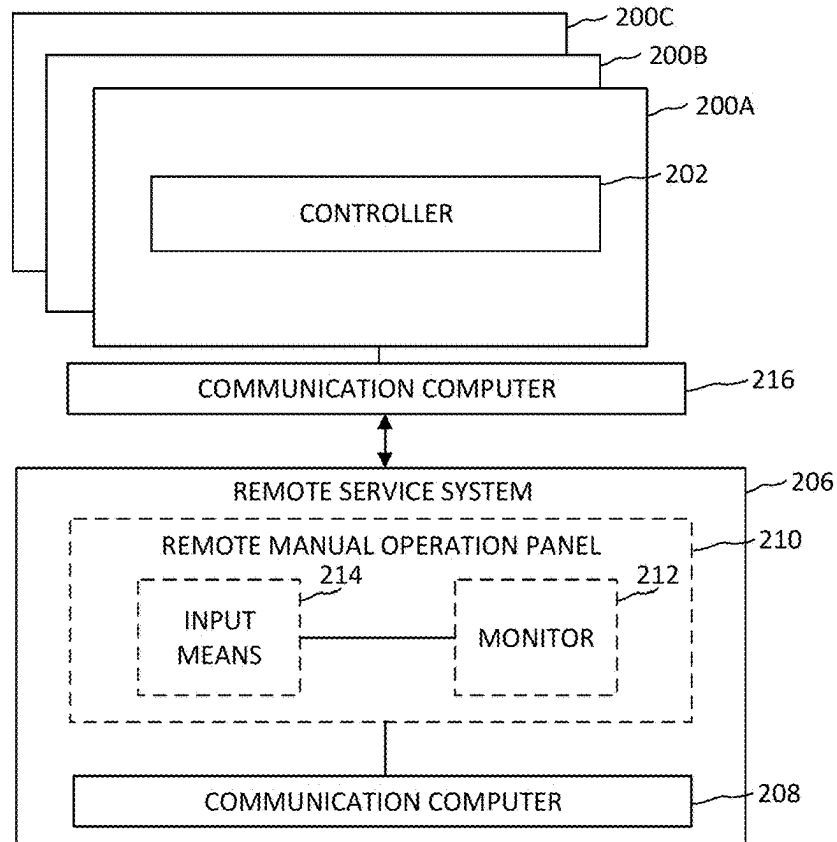 200C
200B
200A
202
CONTROLLER
COMMUNICATION COMPUTER
216
REMOTE SERVICE SYSTEM
206
REMOTE MANUAL OPERATION PANEL
210
214
212
INPUT
MEANS
MONITOR
COMMUNICATION COMPUTER
208